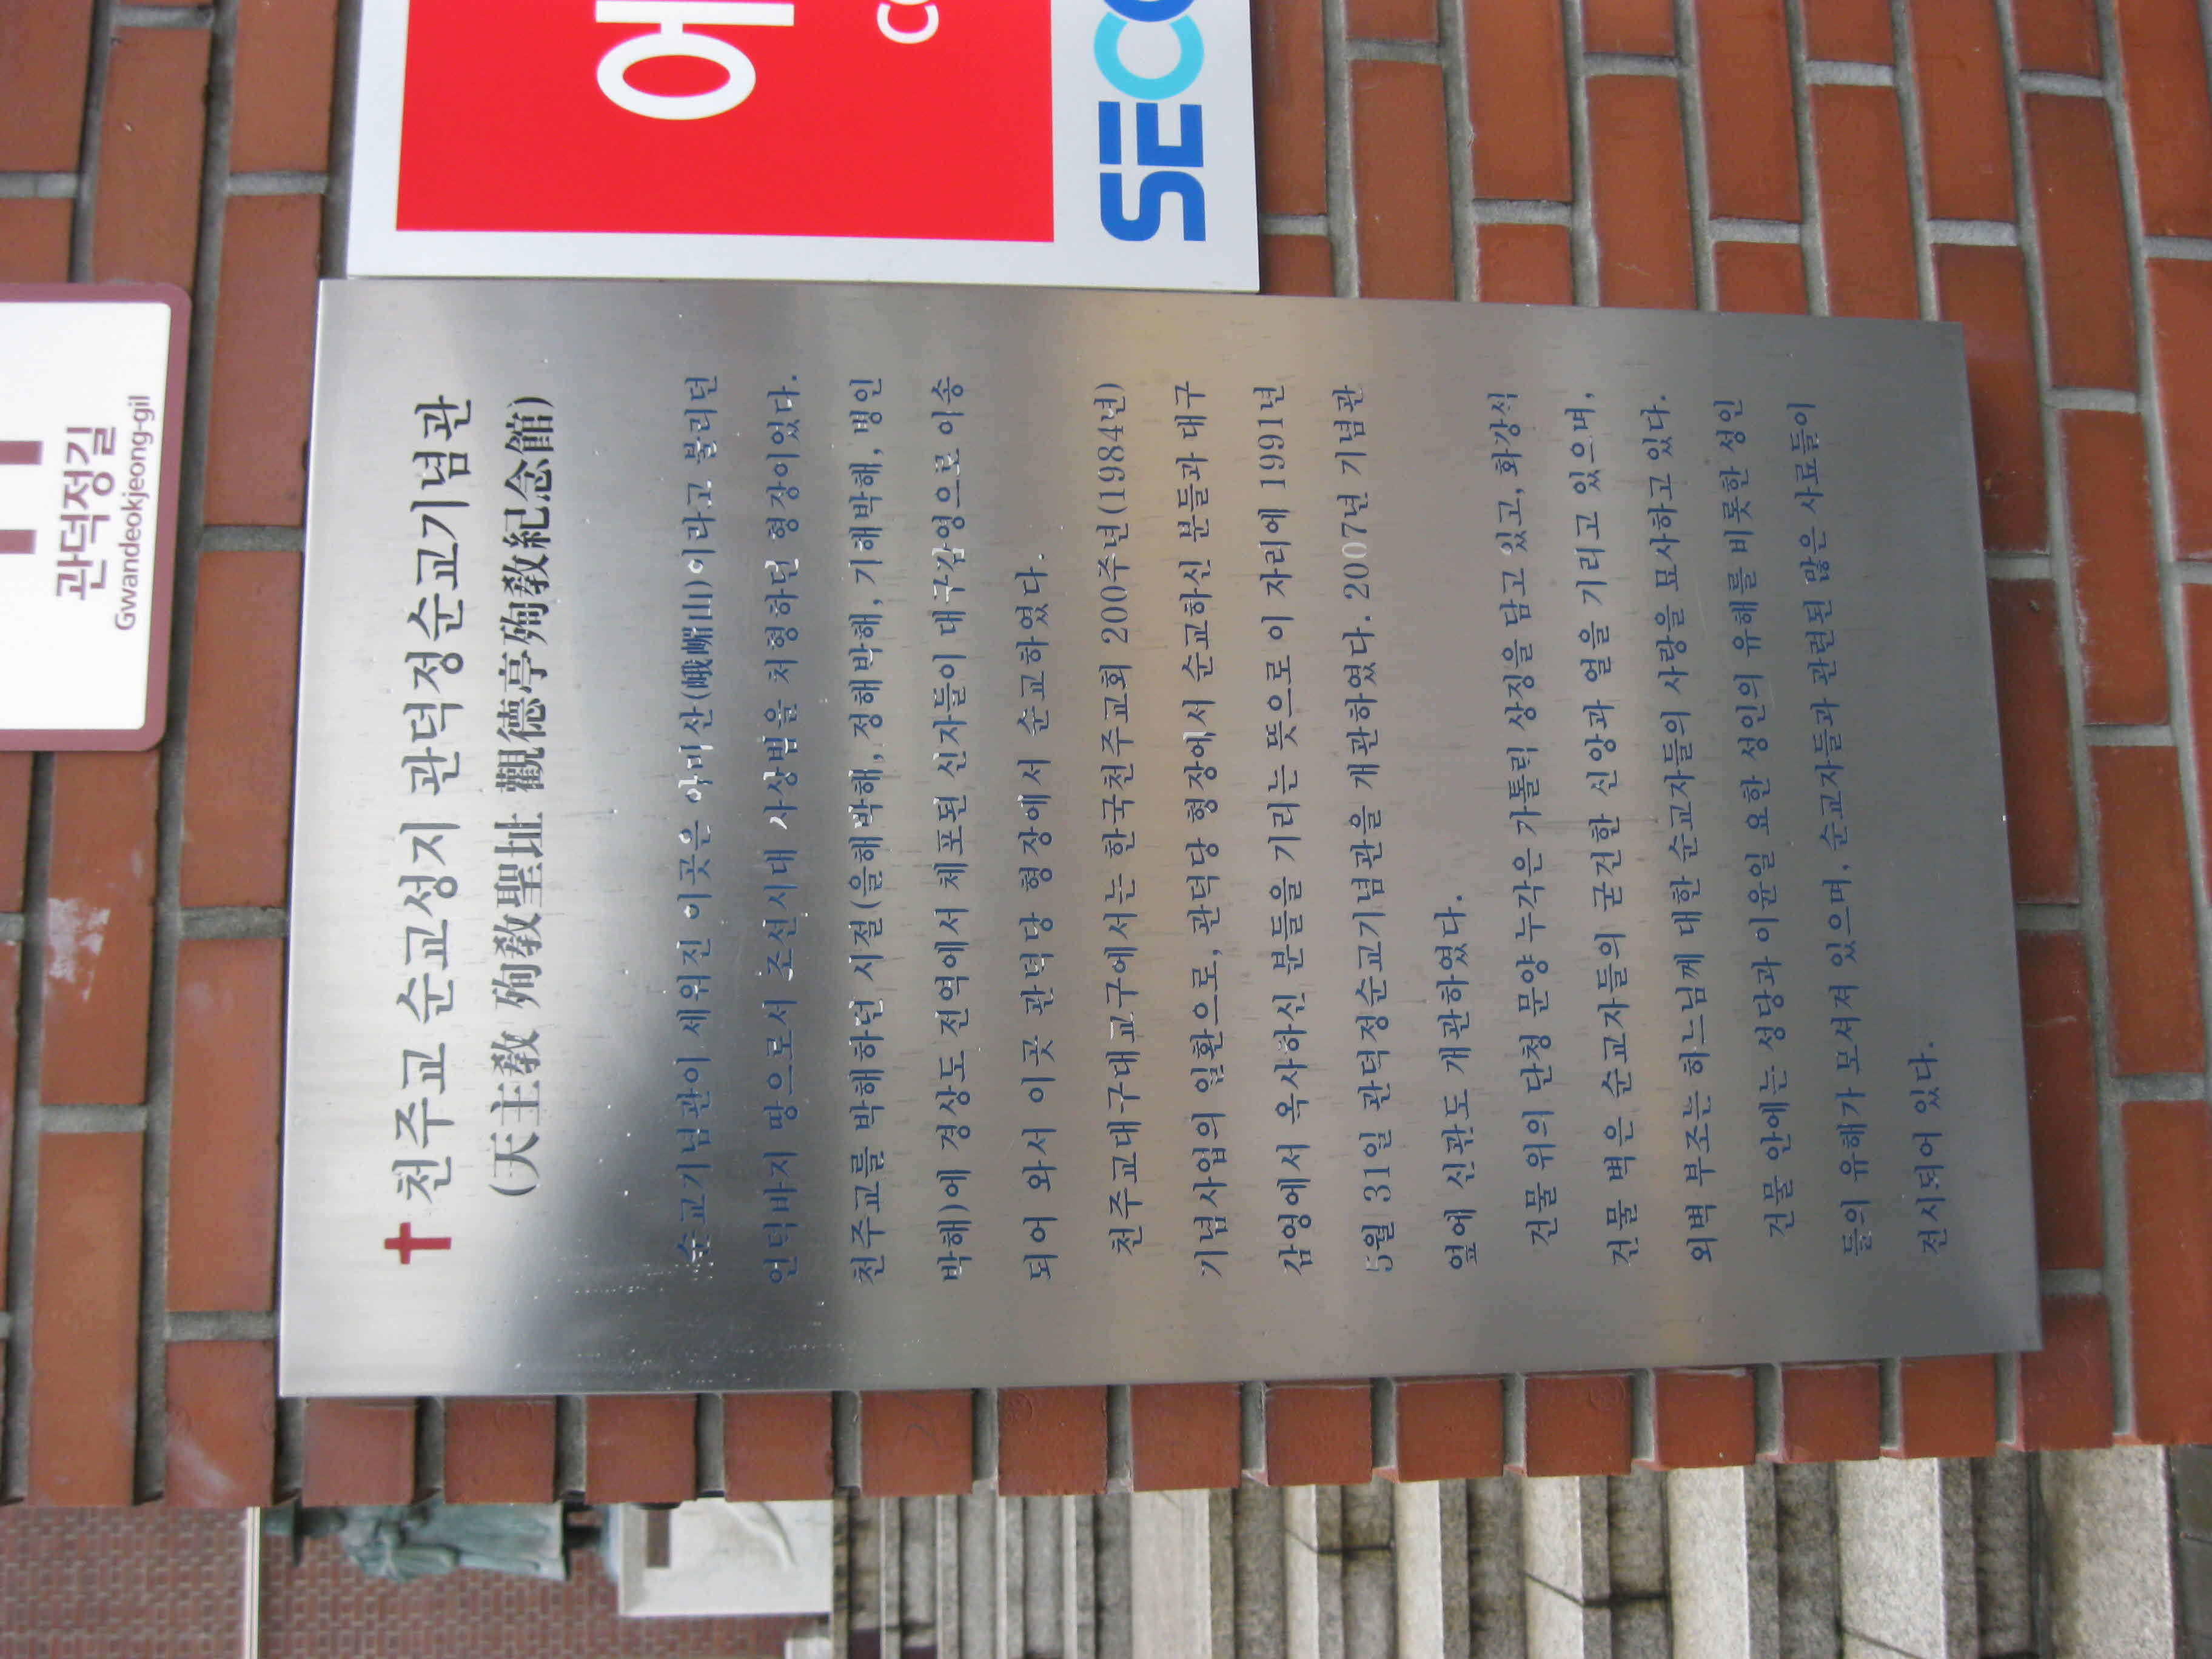 관덕정길
Gwandeokjeong-gil
SECO
천주교 순교성지 관덕정순교기념관
(天主敎 殉敎聖址 觀德亭殉敎紀念館)
순교기념관이 세워진 이곳은 아미산(峨嵋山)이라고 불리던
언덕바지 땅으로서 조선시대 사상범을 처형하던 형장이었다.
천주교를 박해하던 시절(을해박해, 정해박해, 기해박해, 병인
박해)에 경상도 전역에서 체포된 신자들이 대구감영으로 이송
되어 와서 이곳 관덕당 형장에서 순교하였다.
천주교대구대교구에서는 한국천주교회 200주년(1984년)
기념사업의 일환으로, 관덕당 형장에서 순교하신 분들과 대구
감영에서 옥사하신 분들을 기리는 뜻으로 이 자리에 1991년
5월 31일 관덕정순교기념관을 개관하였다. 2007년 기념관
옆에 신관도 개관하였다.
건물 위의 단청 문양 누각은 가톨릭 상징을 담고 있고, 화강석
건물 벽은 순교자들의 굳건한 신앙과 얼을 기리고 있으며,
외벽 부조는 하느님께 대한 순교자들의 사랑을 묘사하고 있다.
건물 안에는 성당과 이윤일 요한 성인의 유해를 비롯한 성인
들의 유해가 모셔져 있으며, 순교자들과 관련된 많은 사료들이
전시되어 있다.